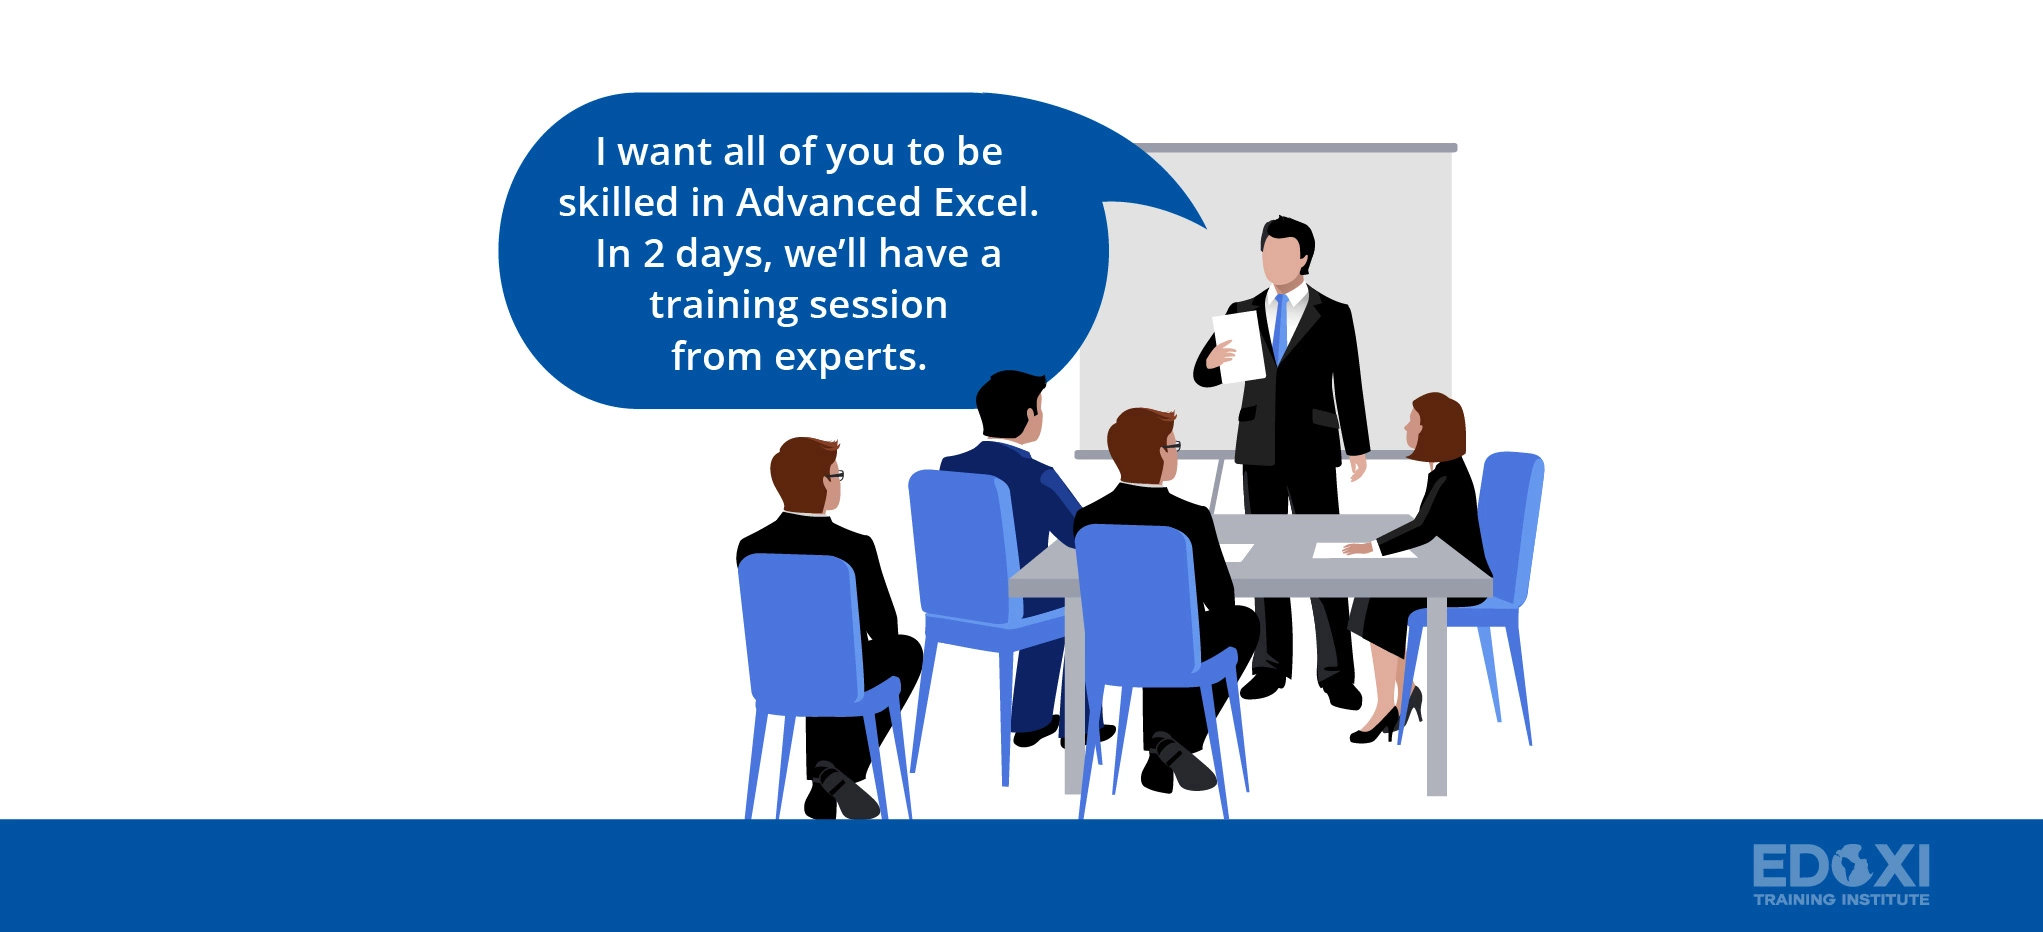 I want all of you to be
skilled in Advanced Excel.
In 2 days, we’ll have a
training session
from experts.
EDOXI
TRAINING INSTITUTE